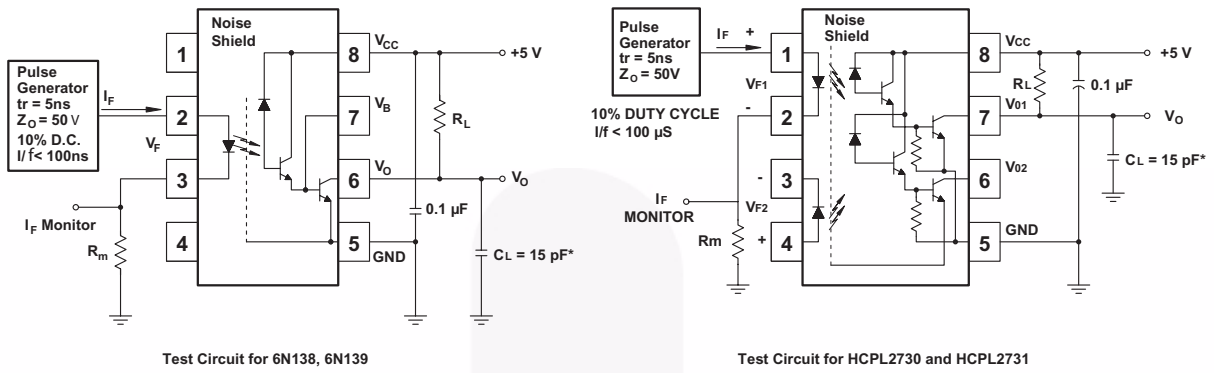 Pulse
Generator
tr = 5ns
ZO = 50 V
10% D.C.
I/ f< 100ns
IF
VF
IF Monitor
Rm
Noise
Shield
1
2
3
4
8
7
6
5
VCC
VB
VO
GND
+5 V
RL
VO
0.1 µF
CL = 15 pF*
Test Circuit for 6N138, 6N139
Pulse
Generator
tr = 5ns
ZO = 50V
IF +
VF1
-
10% DUTY CYCLE
I/f < 100 µS
IF
MONITOR
Rm
-
VF2
+
Noise
Shield
1
2
3
4
8
7
6
5
VCC
V01
V02
GND
+5 V
RL
0.1 µF
VO
CL = 15 pF*
Test Circuit for HCPL2730 and HCPL2731